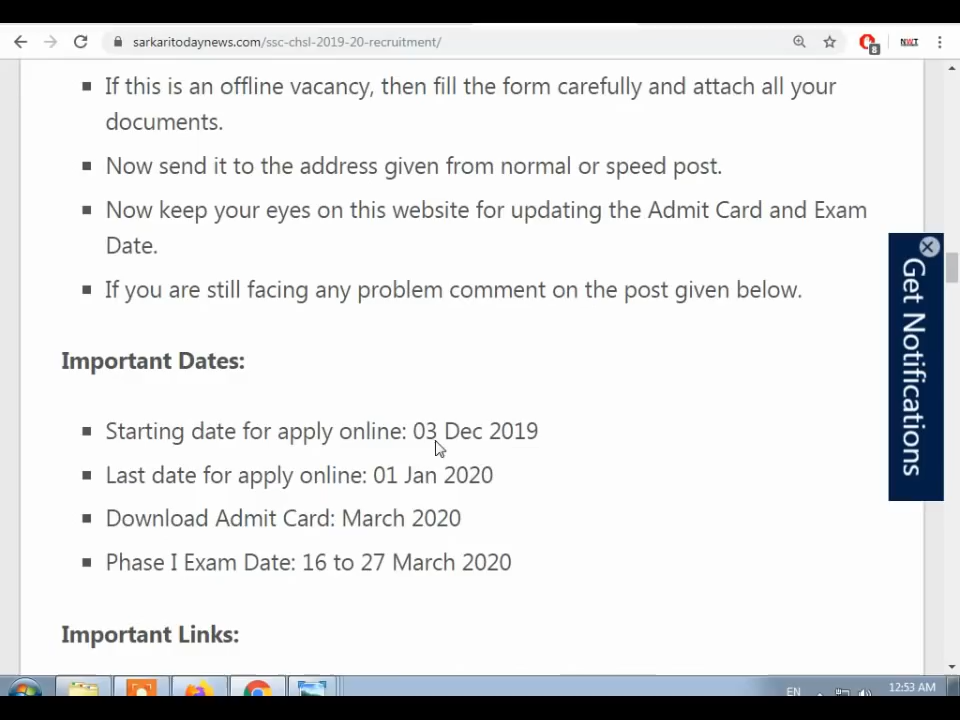 sarkaritodaynews.com/ssc-chsl-2019-20-recruitment/
8
NWT
If this is an offline vacancy, then fill the form carefully and attach all your
documents.
Now send it to the address given from normal or speed post.
Now keep your eyes on this website for updating the Admit Card and Exam
Date.
If you are still facing any problem comment on the post given below.
Get Notifications
Important Dates:
Starting date for apply online: 03 Dec 2019
Last date for apply online: 01 Jan 2020
Download Admit Card: March 2020
Phase I Exam Date: 16 to 27 March 2020
Important Links:
EN
12:53 AM